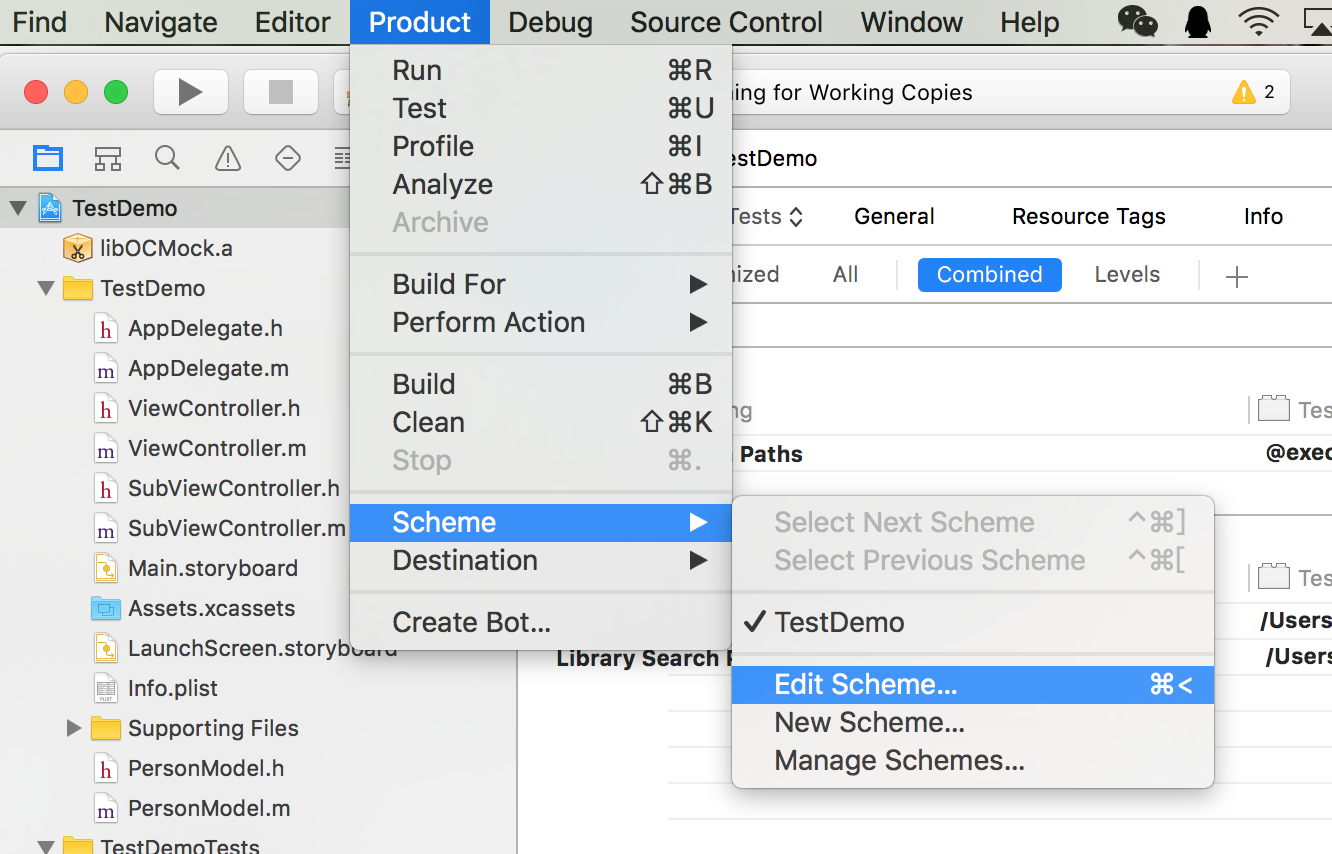 Find Navigate Editor Product Debug Source Control Window Help
ning for Working Copies 2
TestDemo
libOCMock.a
TestDemo
AppDelegate.h
AppDelegate.m
ViewController.h
ViewController.m
SubViewController.h
SubViewController.m
Main.storyboard
Assets.xcassets
LaunchScreen.storyboard
Info.plist
Supporting Files
PersonModel.h
PersonModel.m
TestDemoTests
Run ⌘R
Test ⌘U
Profile ⌘I
Analyze ⇧⌘B
Archive
Build For ▶
Perform Action ▶
Build ⌘B
Clean ⇧⌘K
Stop ⌘.
Scheme ▶
Destination ▶
Create Bot...
estDemo
Tests General Resource Tags Info
nized All Combined Levels +
ng Tes
Paths @exec
Tes
/Users
Library Search P /Users
Select Next Scheme ^⌘]
Select Previous Scheme ^⌘[
✓ TestDemo
Edit Scheme... ⌘<
New Scheme...
Manage Schemes...